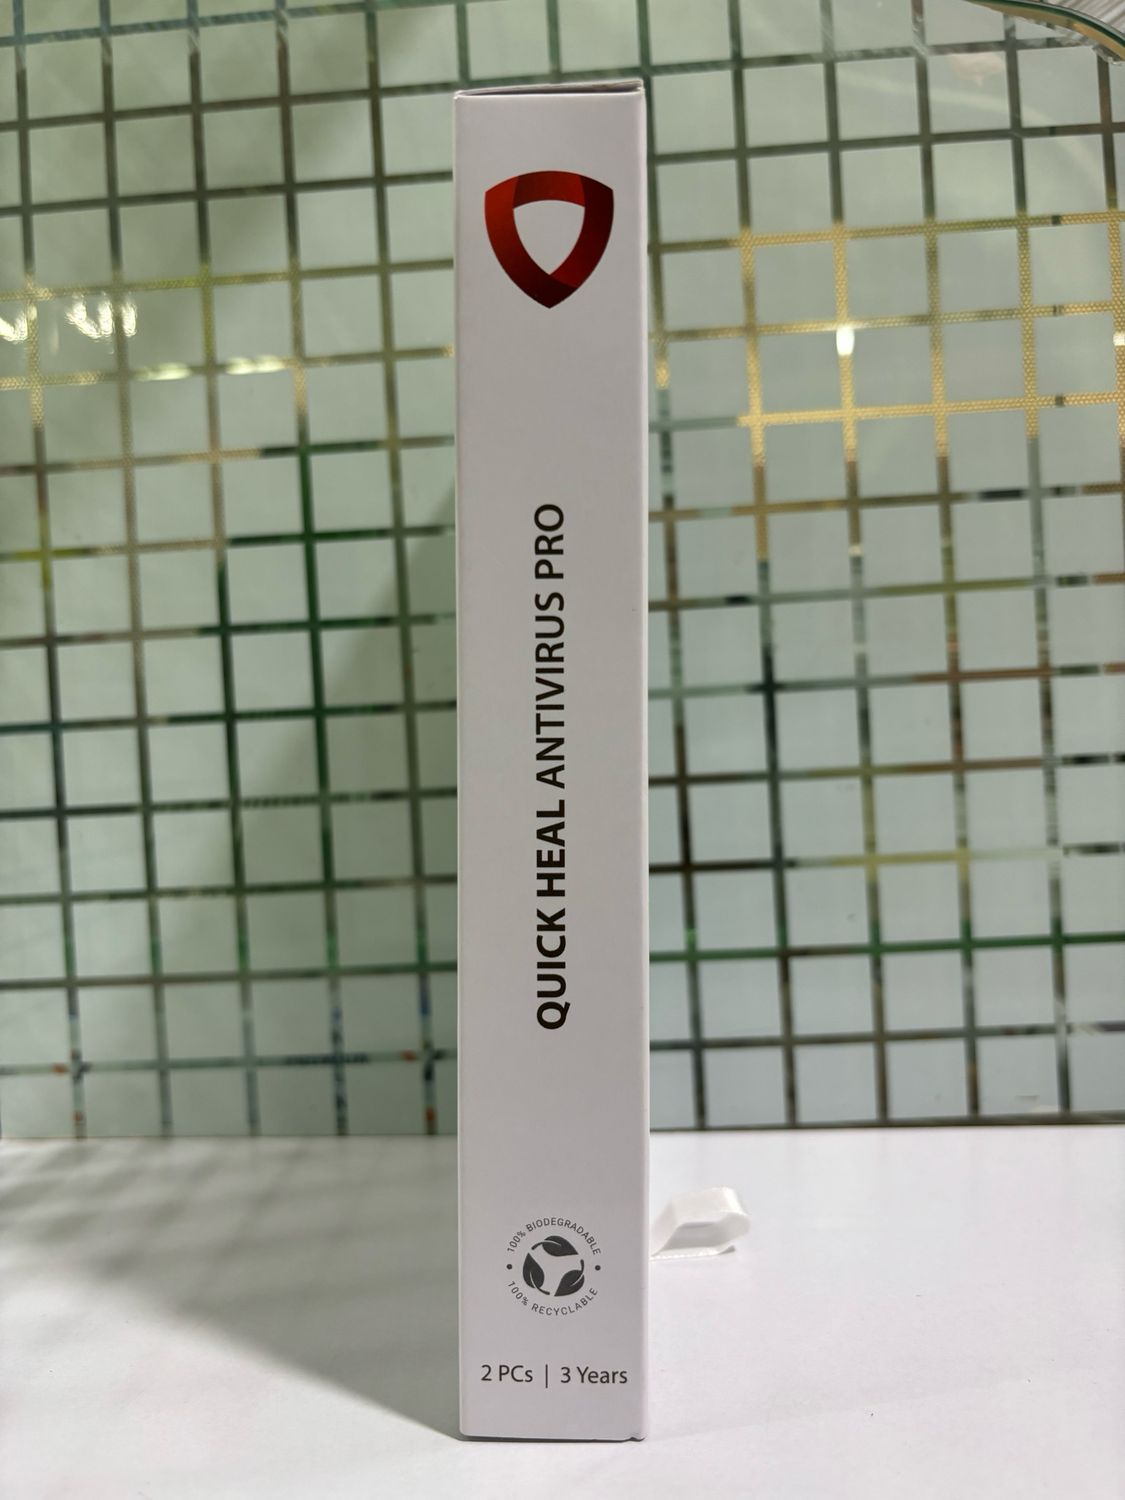 QUICK HEAL ANTIVIRUS PRO
100% BIODEGRADABLE
100% RECYCLABLE
2 PCs | 3 Years